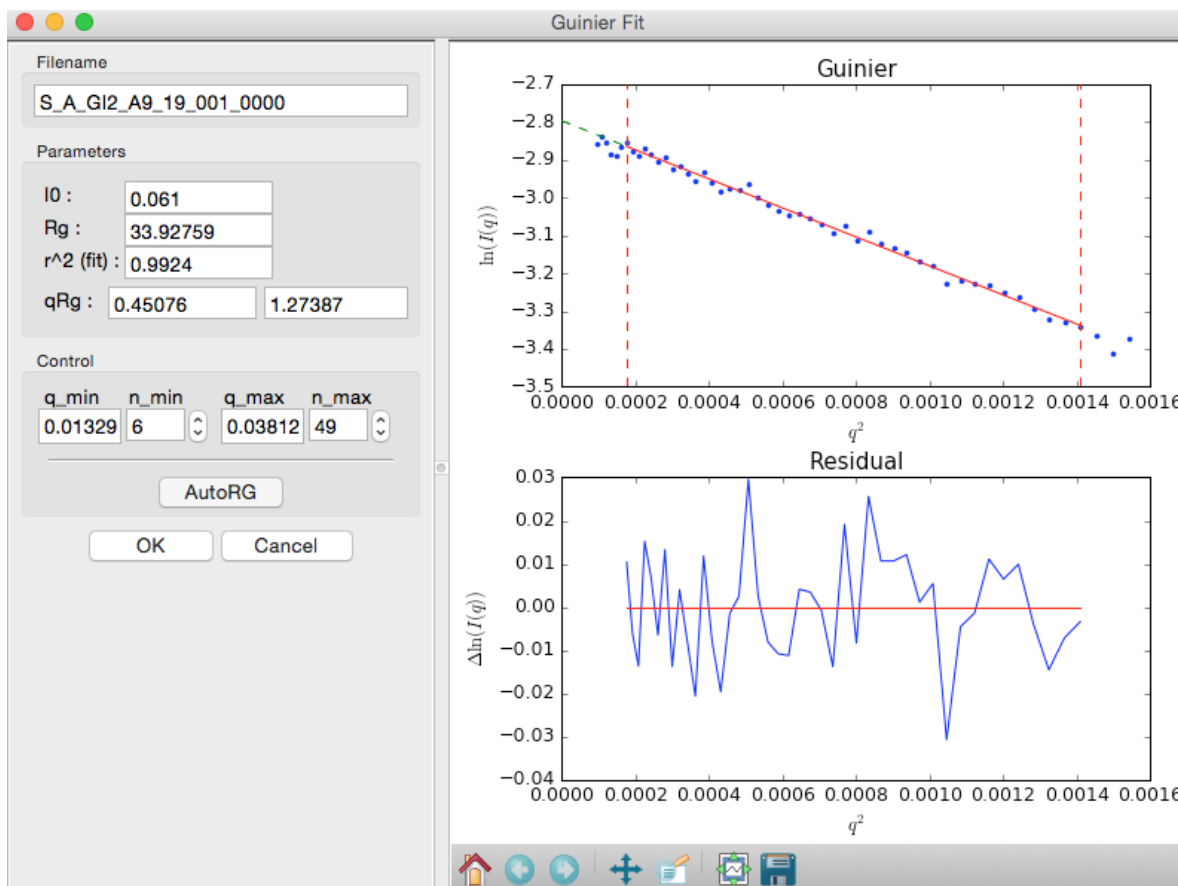 Guinier Fit
Filename
S_A_GI2_A9_19_001_0000
Parameters
I0 : 0.061
Rg : 33.92759
r^2 (fit) : 0.9924
qRg : 0.45076 1.27387
Control
q_min n_min q_max n_max
0.01329 6 0.03812 49
AutoRG
OK Cancel
Guinier
−2.7
−2.8
−2.9
−3.0
−3.1
−3.2
−3.3
−3.4
−3.5
ln(I(q))
0.0000 0.0002 0.0004 0.0006 0.0008 0.0010 0.0012 0.0014 0.0016
q²
Residual
0.03
0.02
0.01
0.00
−0.01
−0.02
−0.03
−0.04
Δln(I(q))
0.0000 0.0002 0.0004 0.0006 0.0008 0.0010 0.0012 0.0014 0.0016
q²